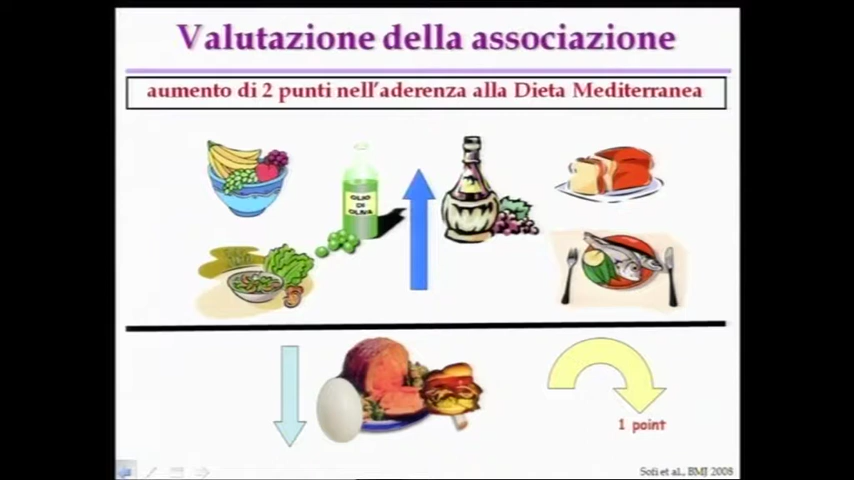 Valutazione della associazione
aumento di 2 punti nell'aderenza alla Dieta Mediterranea
OLIO
DI
OLIVA
1 point
Sofi et al., BMJ 2008